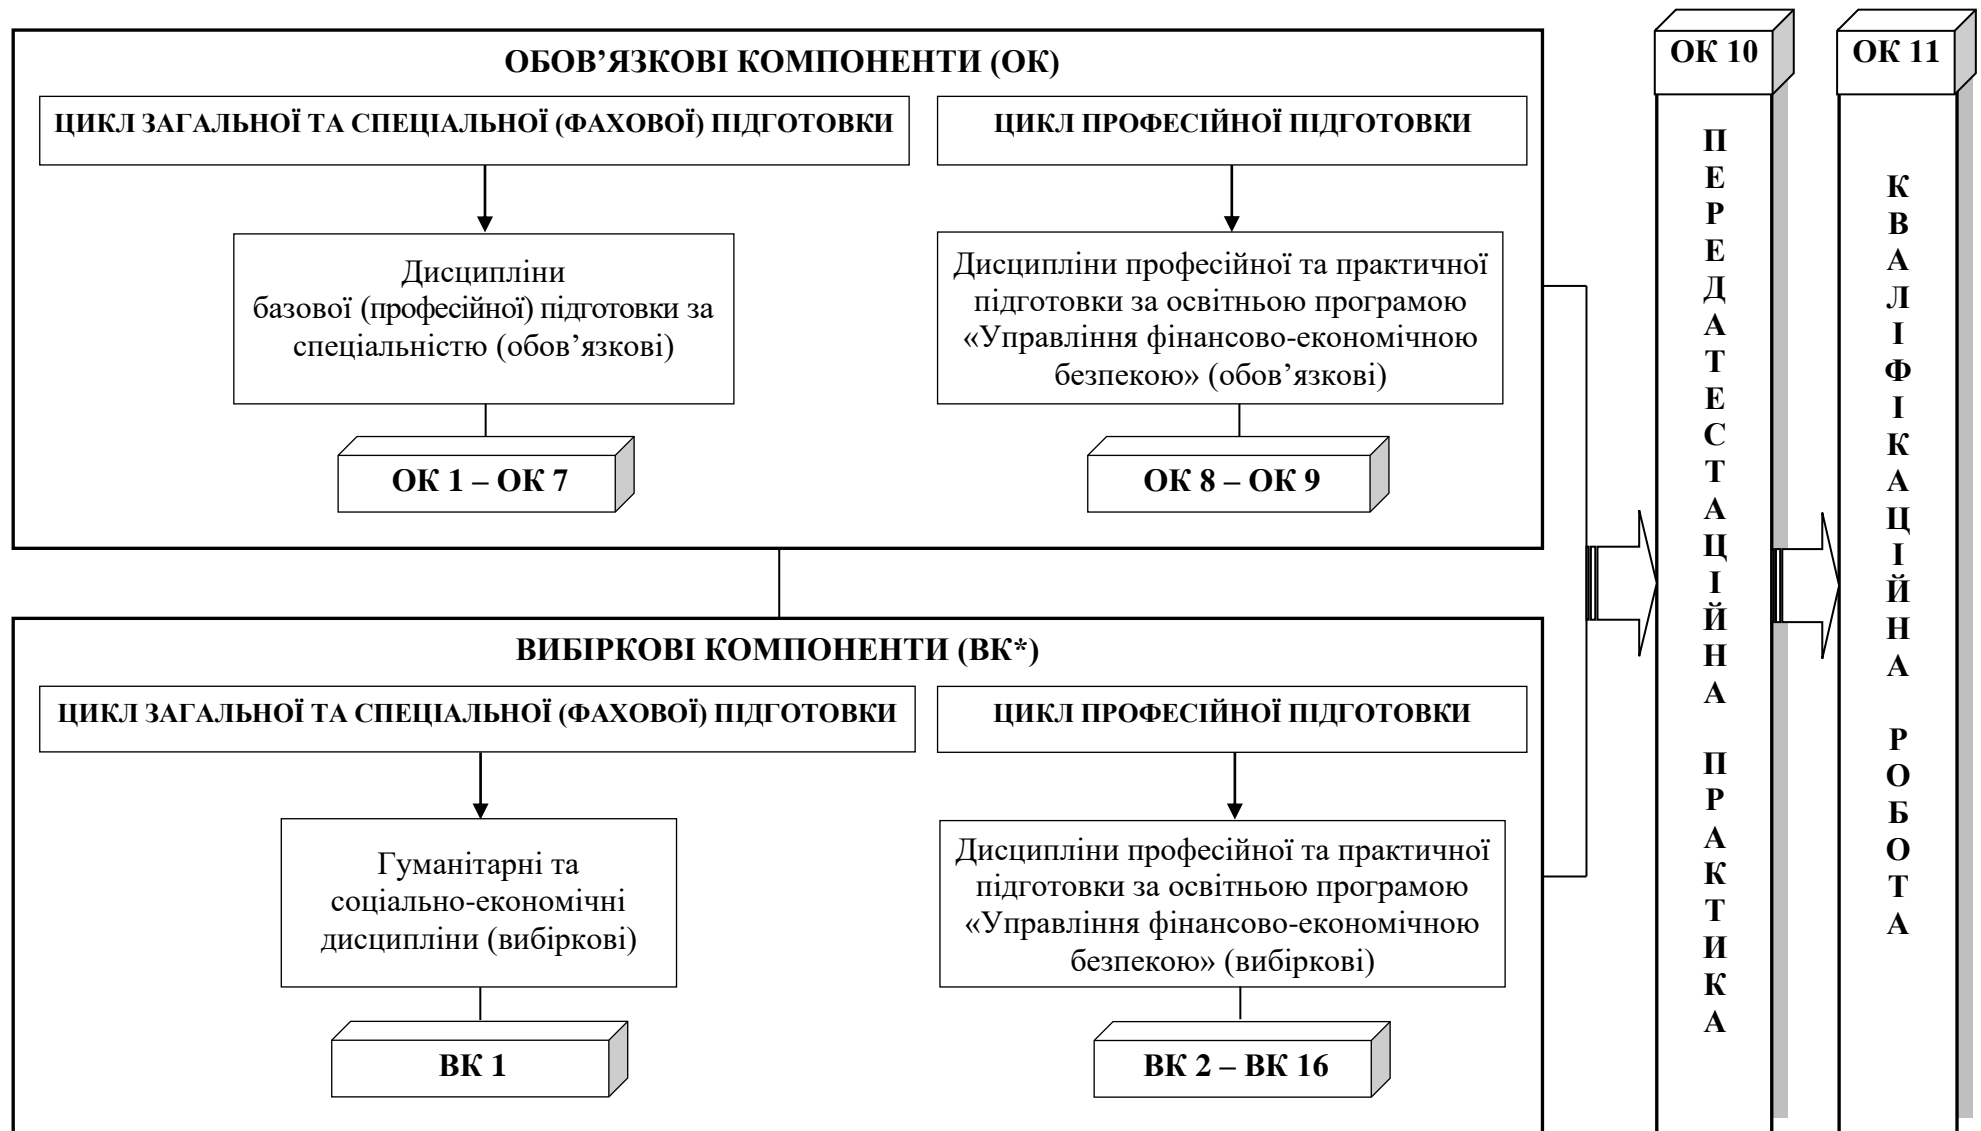 ОБОВ’ЯЗКОВІ КОМПОНЕНТИ (ОК)
ЦИКЛ ЗАГАЛЬНОЇ ТА СПЕЦІАЛЬНОЇ (ФАХОВОЇ) ПІДГОТОВКИ
ЦИКЛ ПРОФЕСІЙНОЇ ПІДГОТОВКИ
Дисципліни
базової (професійної) підготовки за
спеціальністю (обов’язкові)
Дисципліни професійної та практичної
підготовки за освітньою програмою
«Управління фінансово-економічною
безпекою» (обов’язкові)
ОК 1 – ОК 7
ОК 8 – ОК 9
ВИБІРКОВІ КОМПОНЕНТИ (ВК*)
ЦИКЛ ЗАГАЛЬНОЇ ТА СПЕЦІАЛЬНОЇ (ФАХОВОЇ) ПІДГОТОВКИ
ЦИКЛ ПРОФЕСІЙНОЇ ПІДГОТОВКИ
Гуманітарні та
соціально-економічні
дисципліни (вибіркові)
Дисципліни професійної та практичної
підготовки за освітньою програмою
«Управління фінансово-економічною
безпекою» (вибіркові)
ВК 1
ВК 2 – ВК 16
ОК 10
ПЕРЕДАТЕСТАЦІЙНА ПРАКТИКА
ОК 11
КВАЛІФІКАЦІЙНА РОБОТА